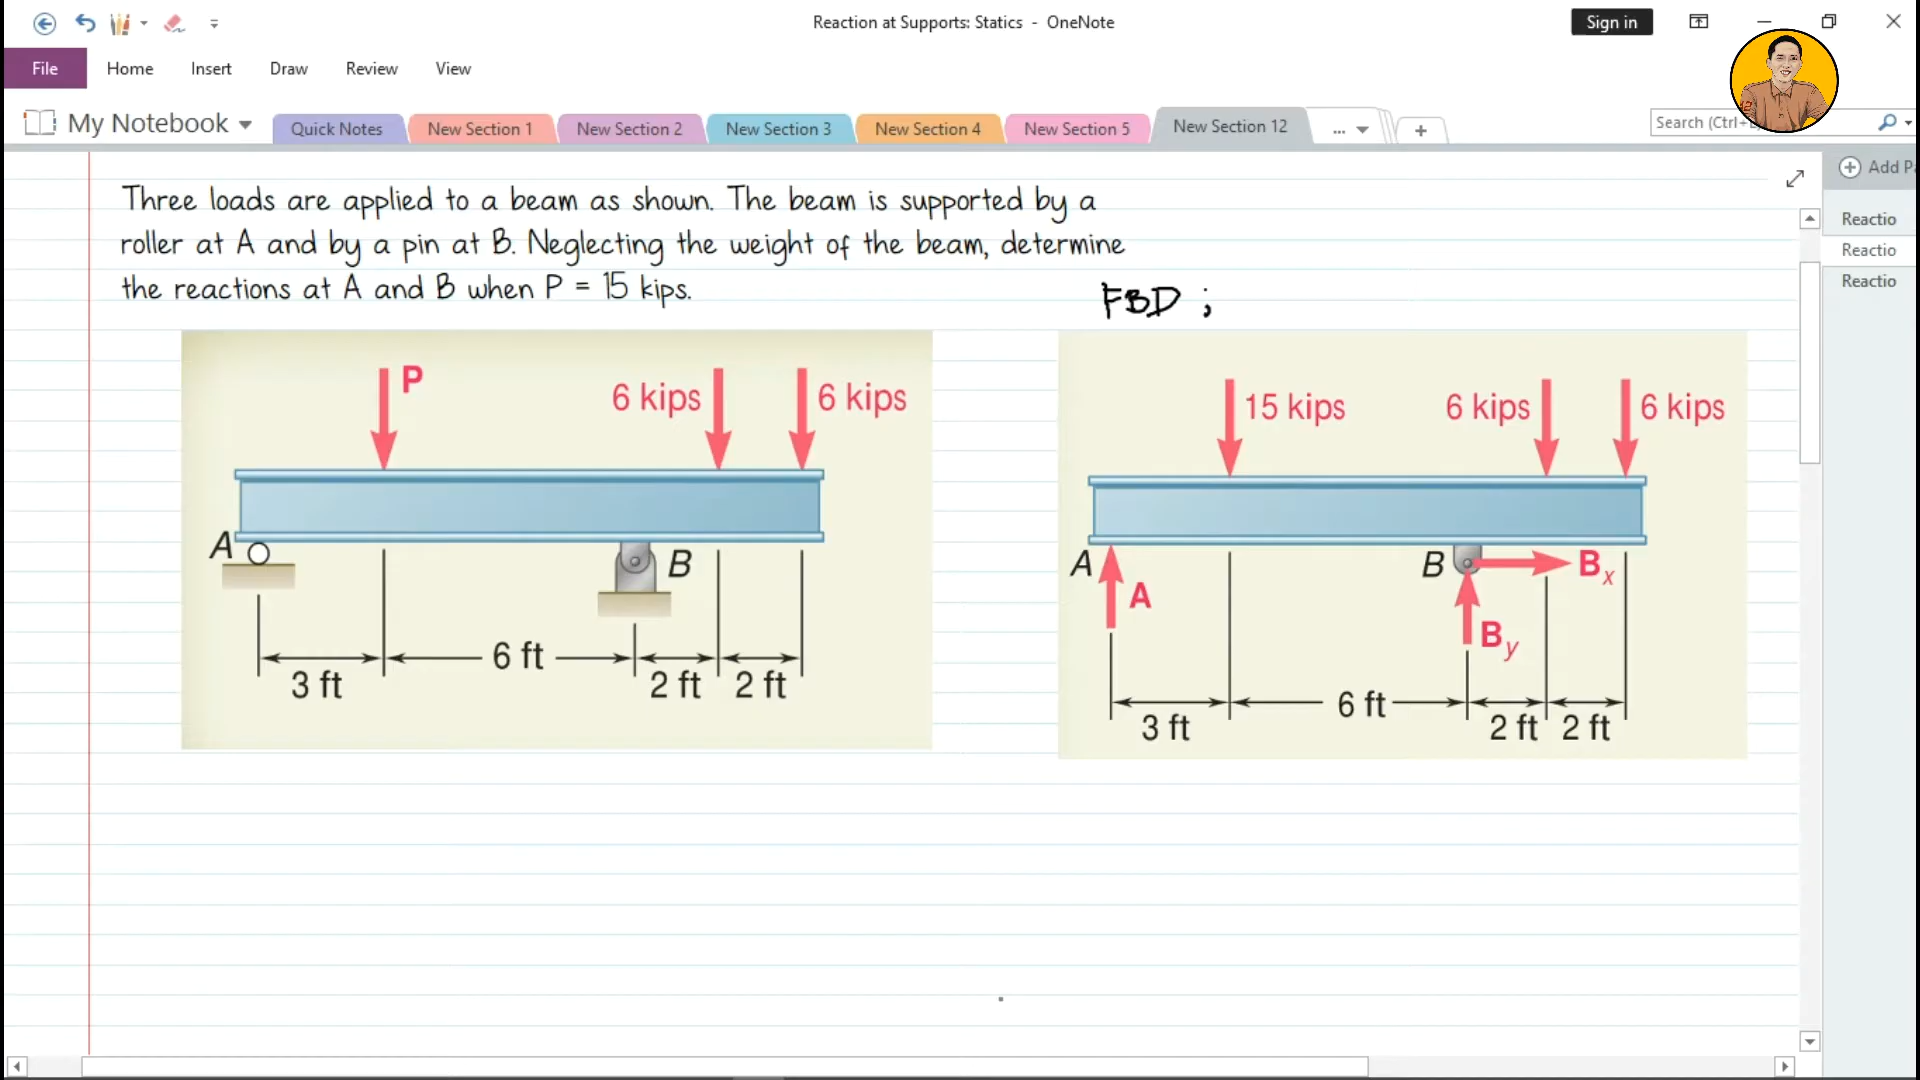 Reaction at Supports: Statics - OneNote
Sign in
File Home Insert Draw Review View
My Notebook Quick Notes New Section 1 New Section 2 New Section 3 New Section 4 New Section 5 New Section 12 ... +
Search (Ctrl+
Add Pa
Reactio
Reactio
Reactio
Three loads are applied to a beam as shown. The beam is supported by a
roller at A and by a pin at B. Neglecting the weight of the beam, determine
the reactions at A and B when P = 15 kips.
FBD ;
P
6 kips 6 kips
A
B
6 ft
3 ft 2 ft 2 ft
15 kips 6 kips 6 kips
A B Bx
A
By
6 ft
3 ft 2 ft 2 ft